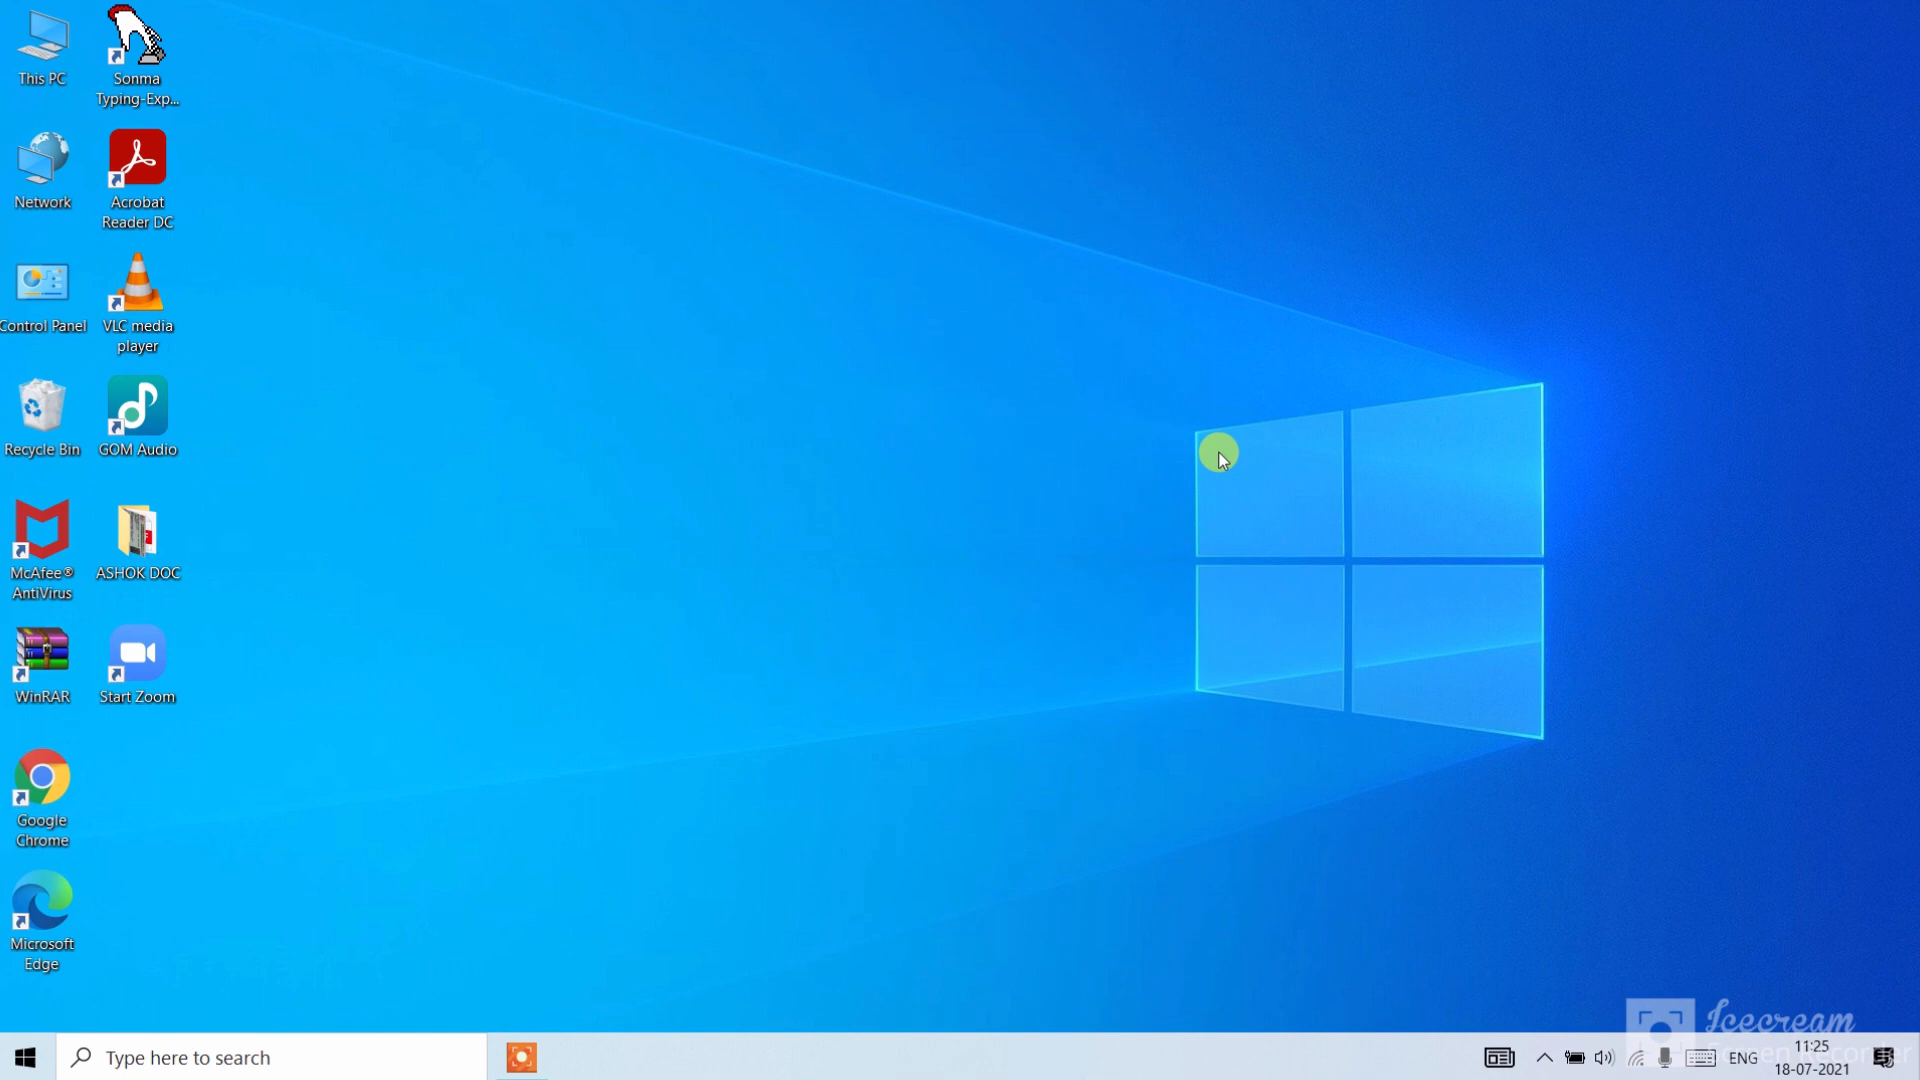 This PC
Sonma
Typing-Exp...
Network
Acrobat
Reader DC
Control Panel
VLC media
player
Recycle Bin
GOM Audio
McAfee®
AntiVirus
ASHOK DOC
WinRAR
Start Zoom
Google
Chrome
Microsoft
Edge
Icecream
Screen Recorder
Type here to search
ENG
11:25
18-07-2021